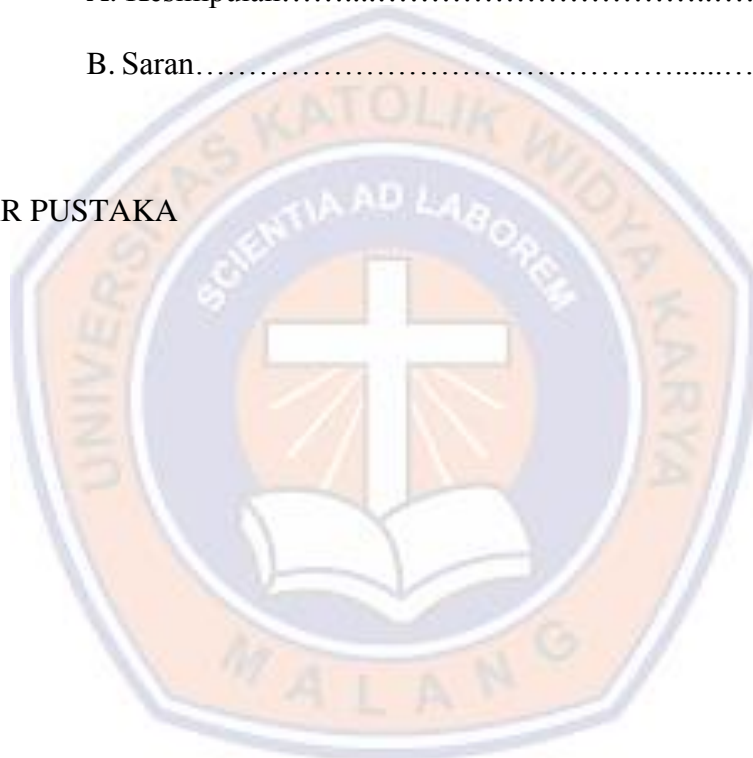 B. Saran……………………………………….....…
R PUSTAKA
UNIVERSITAS KATOLIK WIDYA KARYA
SCIENTIA AD LABOREM
MALANG